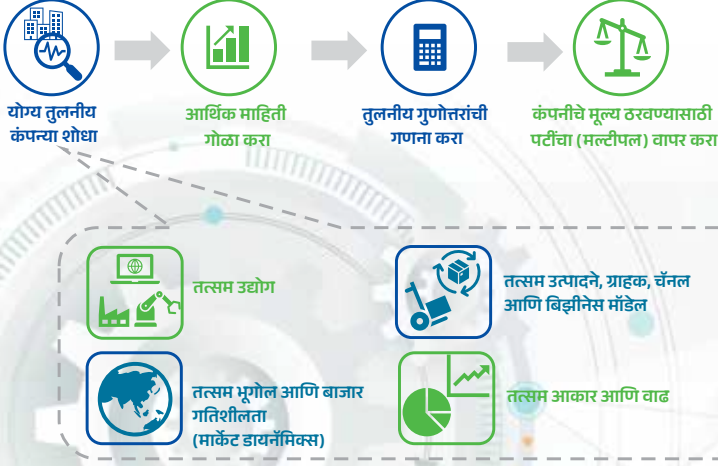 योग्य तुलनीय
कंपन्या शोधा
आर्थिक माहिती
गोळा करा
तुलनीय गुणोत्तरांची
गणना करा
कंपनीचे मूल्य ठरवण्यासाठी
पटींचा (मल्टीपल) वापर करा
तत्सम उद्योग
तत्सम उत्पादने, ग्राहक, चॅनल
आणि बिझीनेस मॉडेल
तत्सम भूगोल आणि बाजार
गतिशीलता
(मार्केट डायनॅमिक्स)
तत्सम आकार आणि वाढ